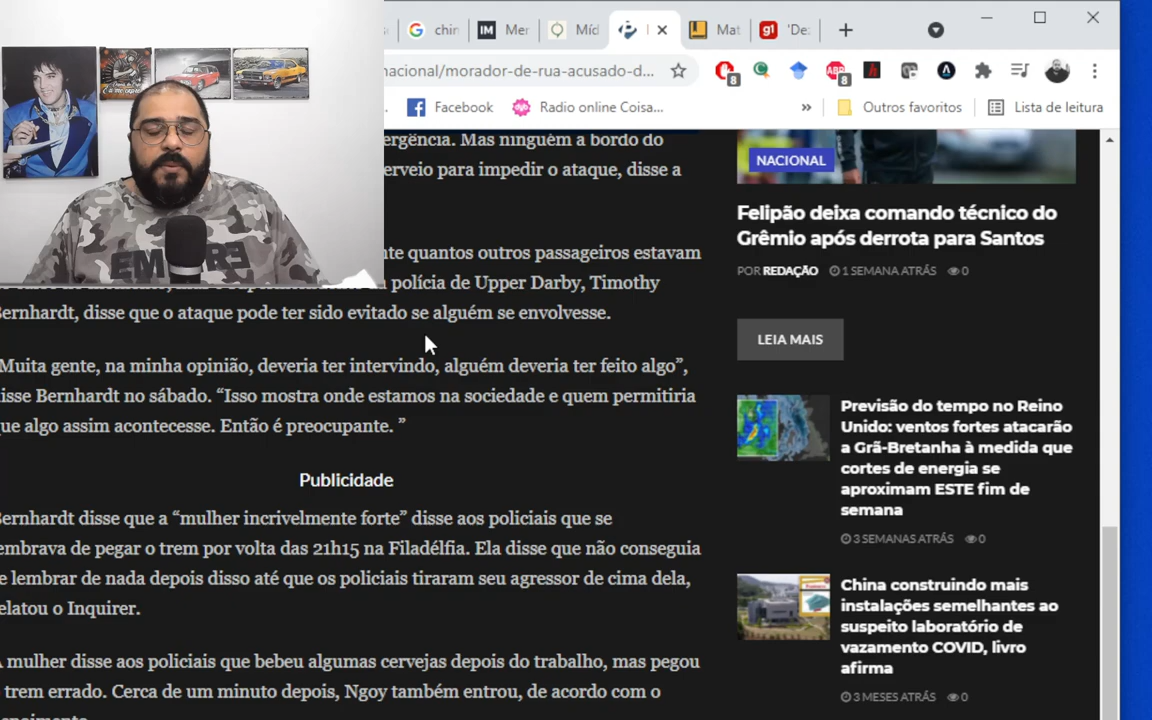 chin
Mer
Míd
Mat
g1
'De:
nacional/morador-de-rua-acusado-d...
8
ABP
8
Facebook
Radio online Coisa...
Outros favoritos
Lista de leitura
ergência. Mas ninguém a bordo do
erveio para impedir o ataque, disse a
nte quantos outros passageiros estavam
polícia de Upper Darby, Timothy
Bernhardt, disse que o ataque pode ter sido evitado se alguém se envolvesse.
Muita gente, na minha opinião, deveria ter intervindo, alguém deveria ter feito algo”,
isse Bernhardt no sábado. “Isso mostra onde estamos na sociedade e quem permitiria
ue algo assim acontecesse. Então é preocupante. ”
Publicidade
Bernhardt disse que a “mulher incrivelmente forte” disse aos policiais que se
embrava de pegar o trem por volta das 21h15 na Filadélfia. Ela disse que não conseguia
e lembrar de nada depois disso até que os policiais tiraram seu agressor de cima dela,
elatou o Inquirer.
A mulher disse aos policiais que bebeu algumas cervejas depois do trabalho, mas pegou
trem errado. Cerca de um minuto depois, Ngoy também entrou, de acordo com o
NACIONAL
Felipão deixa comando técnico do
Grêmio após derrota para Santos
POR REDAÇÃO 1 SEMANA ATRÁS 0
LEIA MAIS
Previsão do tempo no Reino
Unido: ventos fortes atacarão
a Grã-Bretanha à medida que
cortes de energia se
aproximam ESTE fim de
semana
3 SEMANAS ATRÁS 0
China construindo mais
instalações semelhantes ao
suspeito laboratório de
vazamento COVID, livro
afirma
3 MESES ATRÁS 0